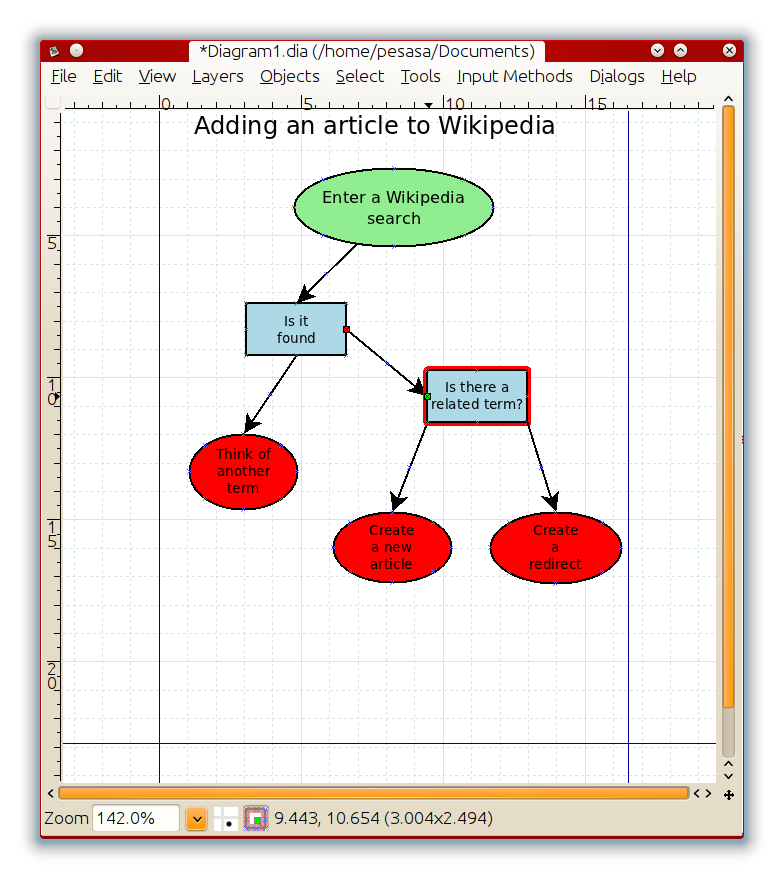 *Diagram1.dia (/home/pesasa/Documents)
File Edit View Layers Objects Select Tools Input Methods Dialogs Help
0 5 10 15
Adding an article to Wikipedia
Enter a Wikipedia
search
5
Is it
found
Is there a
related term?
10
Think of
another
term
Create
a new
article
Create
a
redirect
15
20
Zoom 142.0% 9.443, 10.654 (3.004x2.494)